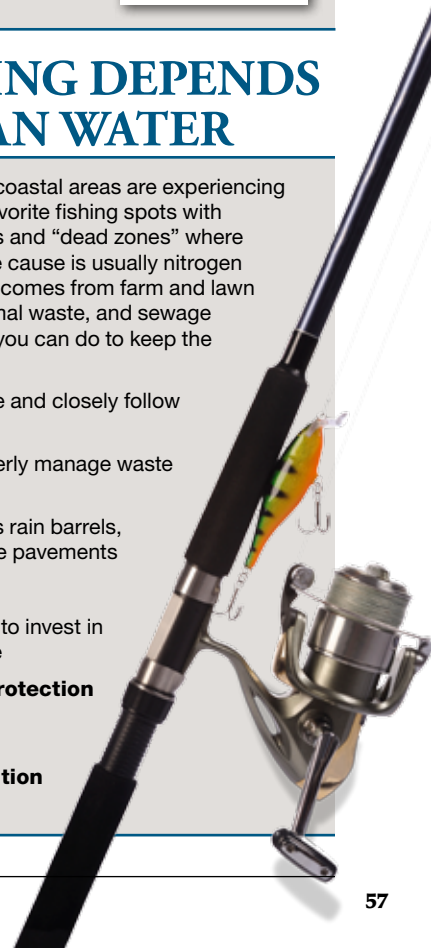 ING DEPENDS
AN WATER
coastal areas are experiencing
vorite fishing spots with
s and “dead zones” where
e cause is usually nitrogen
comes from farm and lawn
nal waste, and sewage
you can do to keep the
e and closely follow
erly manage waste
s rain barrels,
e pavements
to invest in
e
rotection
tion
57